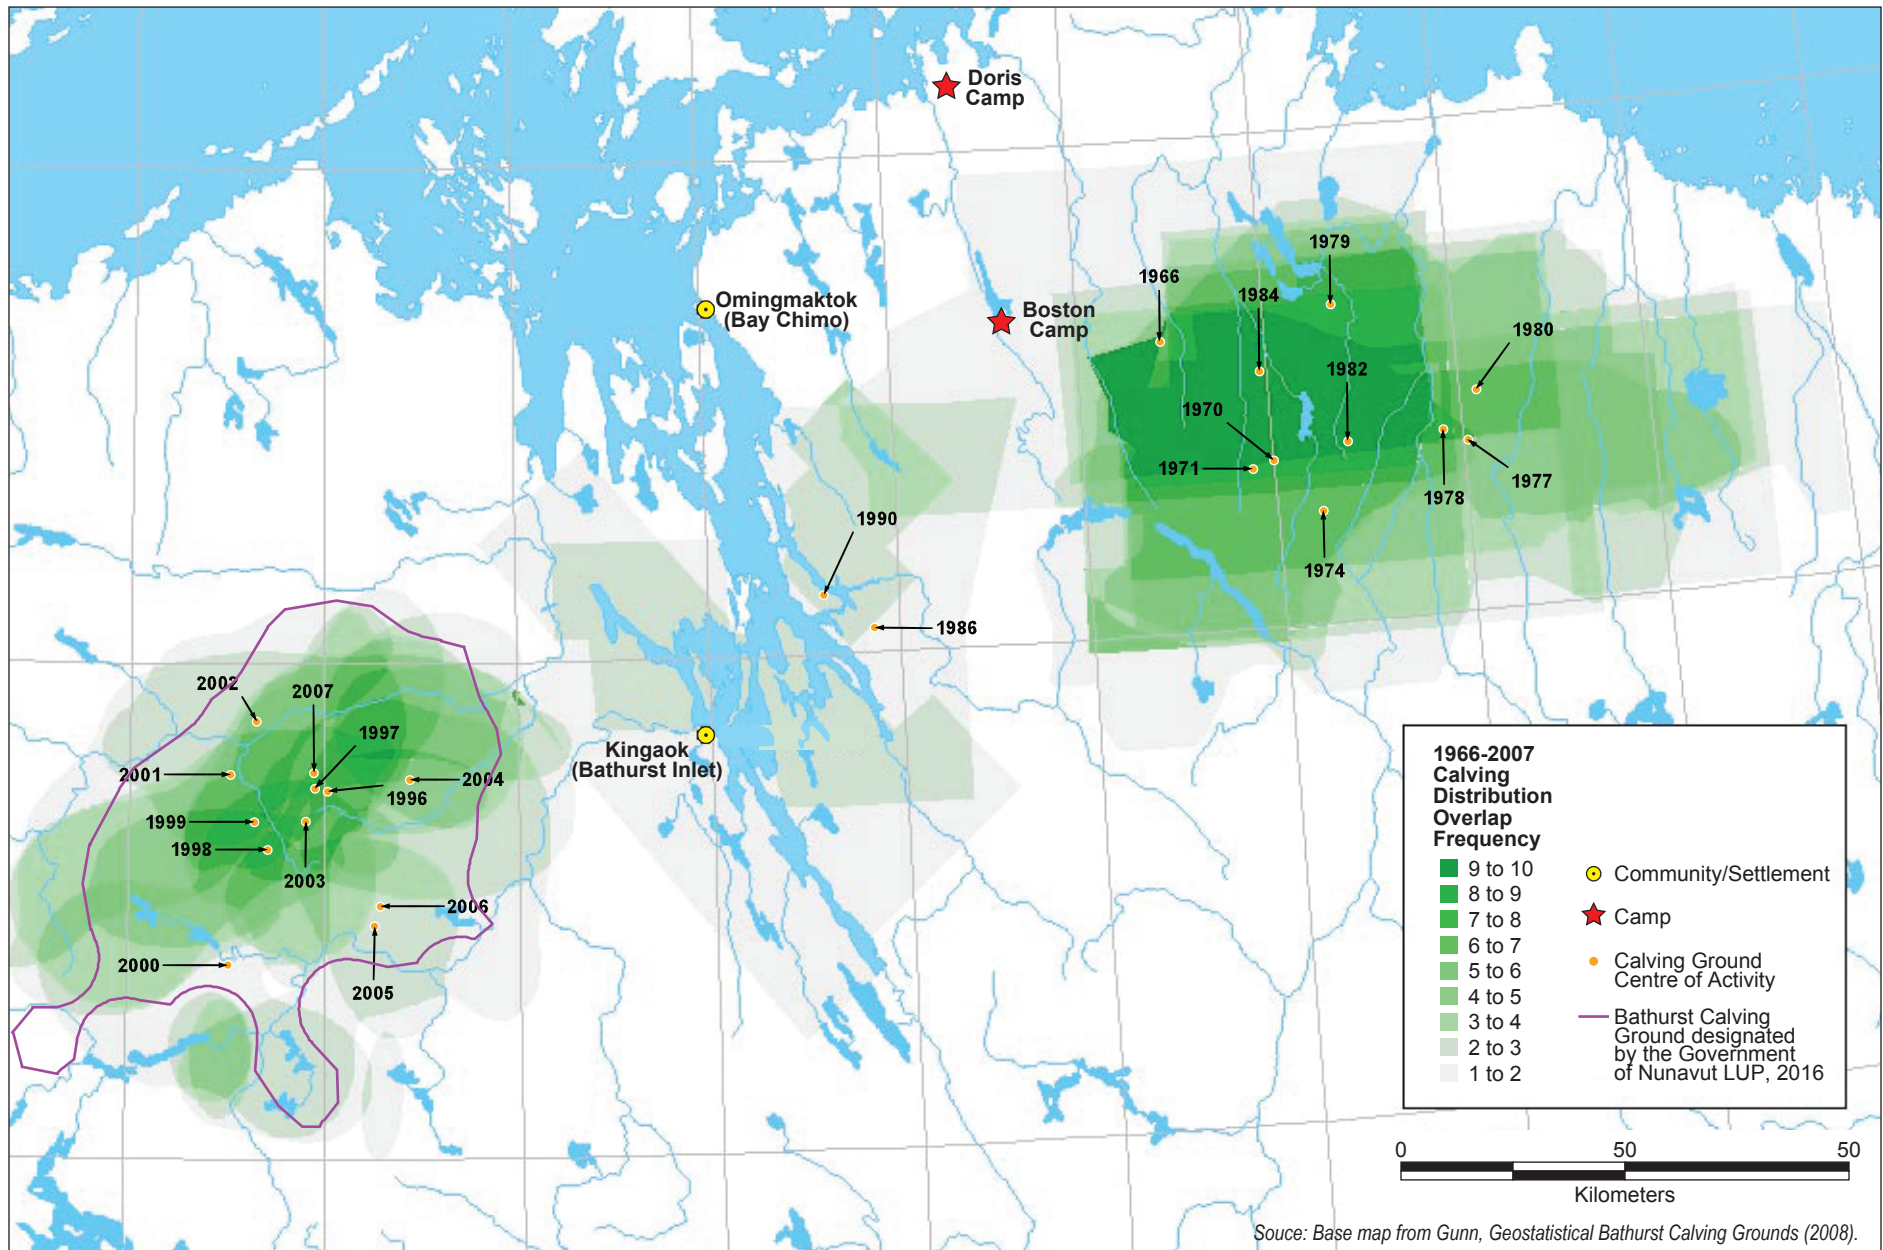 Doris
Camp
Omingmaktok
(Bay Chimo)
Boston
Camp
1979
1966
1984
1980
1982
1970
1971
1978
1977
1974
1990
1986
2002
2007
1997
2001
2004
1996
1999
1998
2003
2006
2000
2005
Kingaok
(Bathurst Inlet)
1966-2007
Calving
Distribution
Overlap
Frequency
9 to 10
8 to 9
7 to 8
6 to 7
5 to 6
4 to 5
3 to 4
2 to 3
1 to 2
Community/Settlement
Camp
Calving Ground
Centre of Activity
Bathurst Calving
Ground designated
by the Government
of Nunavut LUP, 2016
0 50 50
Kilometers
Souce: Base map from Gunn, Geostatistical Bathurst Calving Grounds (2008).